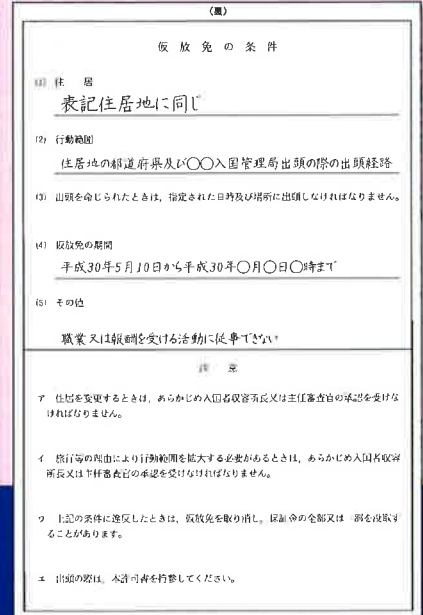 (裏)
仮放免の条件
(1) 住居
表記住居地に同じ
(2) 行動範囲
住居地の都道府県及び○○入国管理局出頭の際の出頭経路
(3) 出頭を命じられたときは，指定された日時及び場所に出頭しなければなりません。
(4) 仮放免の期間
平成30年5月10日から平成30年○月○日○時まで
(5) その他
職業又は報酬を受ける活動に従事できない
注意
ア 住居を変更するときは，あらかじめ入国者収容所長又は主任審査官の承認を受けな
ければなりません。
イ 旅行等の理由により行動範囲を拡大する必要があるときは，あらかじめ入国者収容
所長又は主任審査官の承認を受けなければなりません。
ウ 上記の条件に違反したときは，仮放免を取り消し，保証金の全部又は一部を没取す
ることがあります。
エ 出頭の際は，本許可書を持参してください。